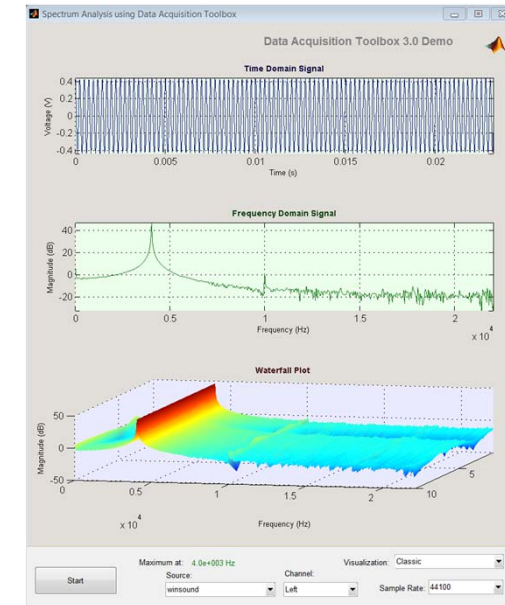 Spectrum Analysis using Data Acquisition Toolbox
Data Acquisition Toolbox 3.0 Demo
Time Domain Signal
Voltage (V)
0.4
0.2
0
-0.2
-0.4
0 0.005 0.01 0.015 0.02
Time (s)
Frequency Domain Signal
Magnitude (dB)
40
20
0
-20
0 0.5 1 1.5 2
Frequency (Hz)
x 10^4
Waterfall Plot
Magnitude (dB)
50
0
-50
0 0.5 1 1.5 2 10 5
x 10^4
Frequency (Hz)
Start
Maximum at: 4.0e+003 Hz
Source:
winsound
Channel:
Left
Visualization: Classic
Sample Rate: 44100